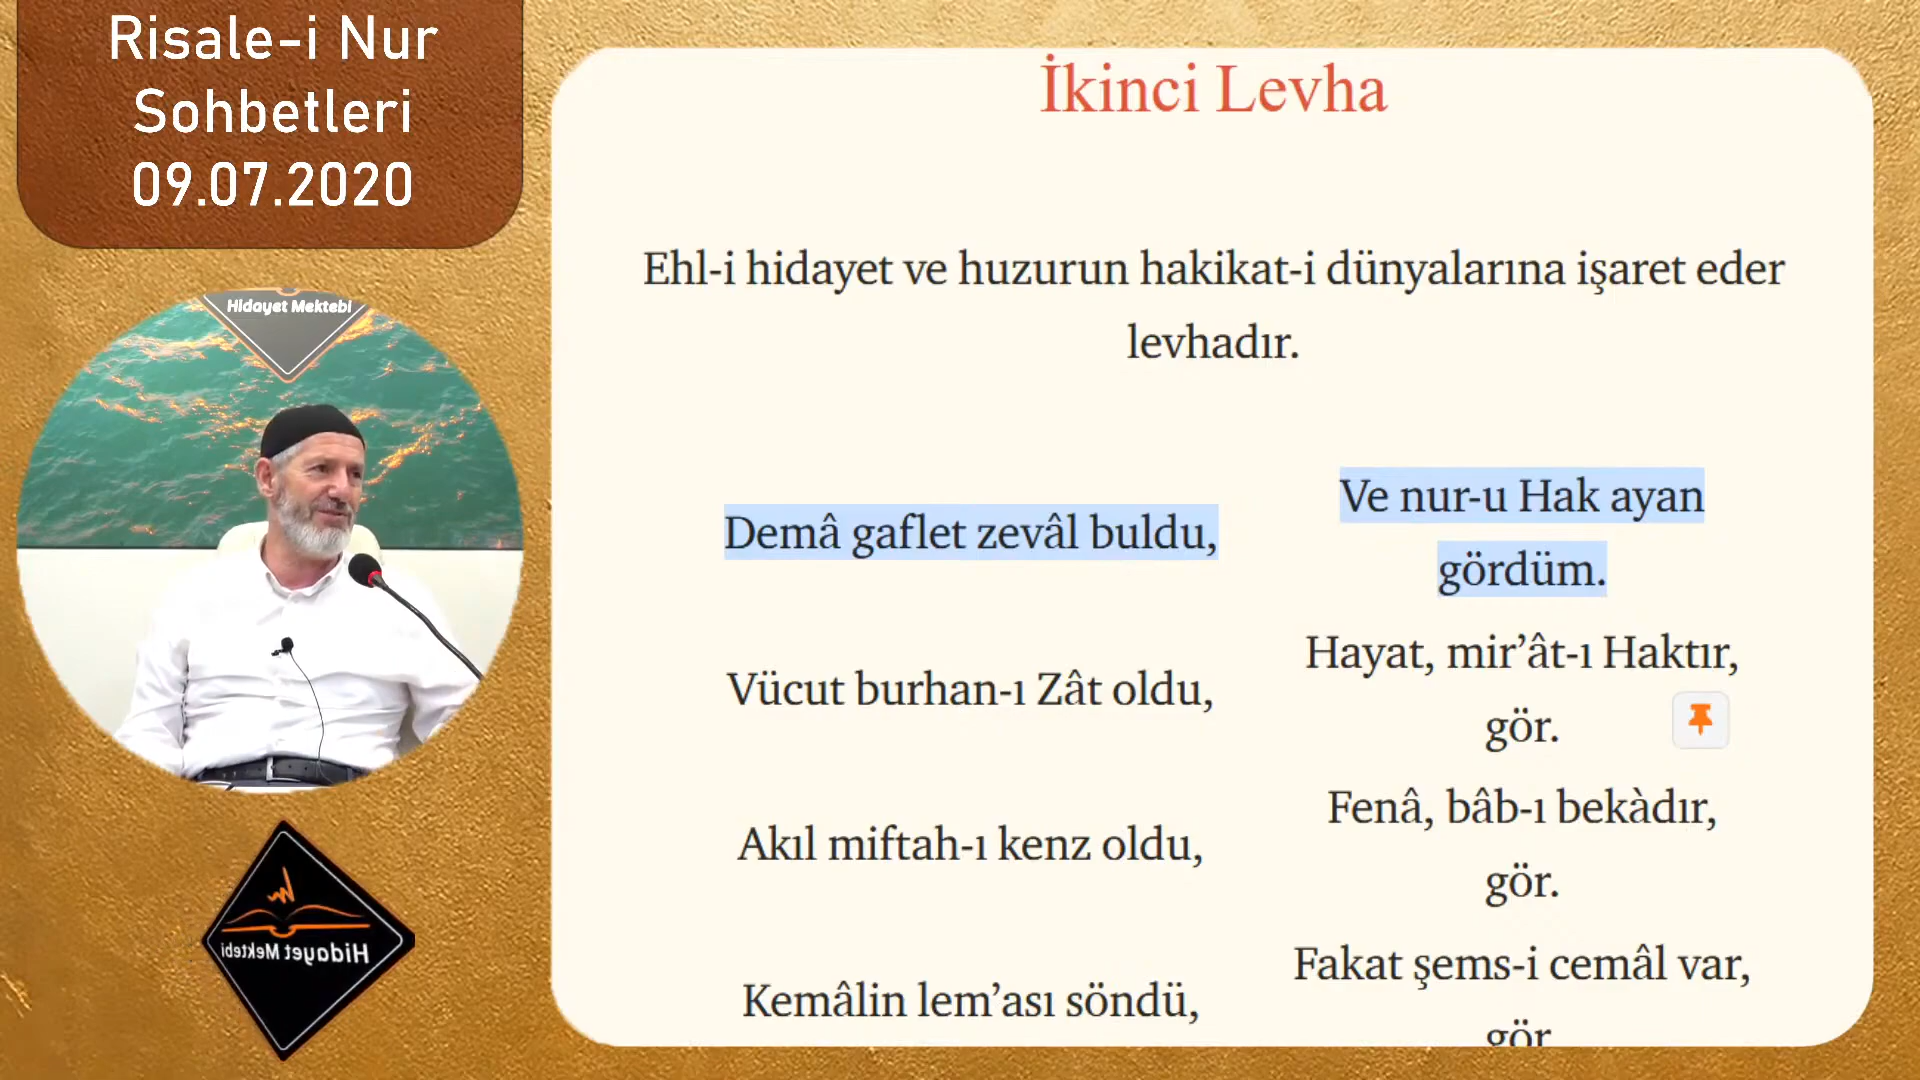 Risale-i Nur
Sohbetleri
09.07.2020
Hidayet Mektebi
Hidayet Mektebi
İkinci Levha
Ehl-i hidayet ve huzurun hakikat-i dünyalarına işaret eder
levhadır.
Demâ gaflet zevâl buldu,
Ve nur-u Hak ayan
gördüm.
Vücut burhan-ı Zât oldu,
Hayat, mir’ât-ı Haktır,
gör.
Akıl miftah-ı kenz oldu,
Fenâ, bâb-ı bekàdır,
gör.
Kemâlin lem’ası söndü,
Fakat şems-i cemâl var,
gör